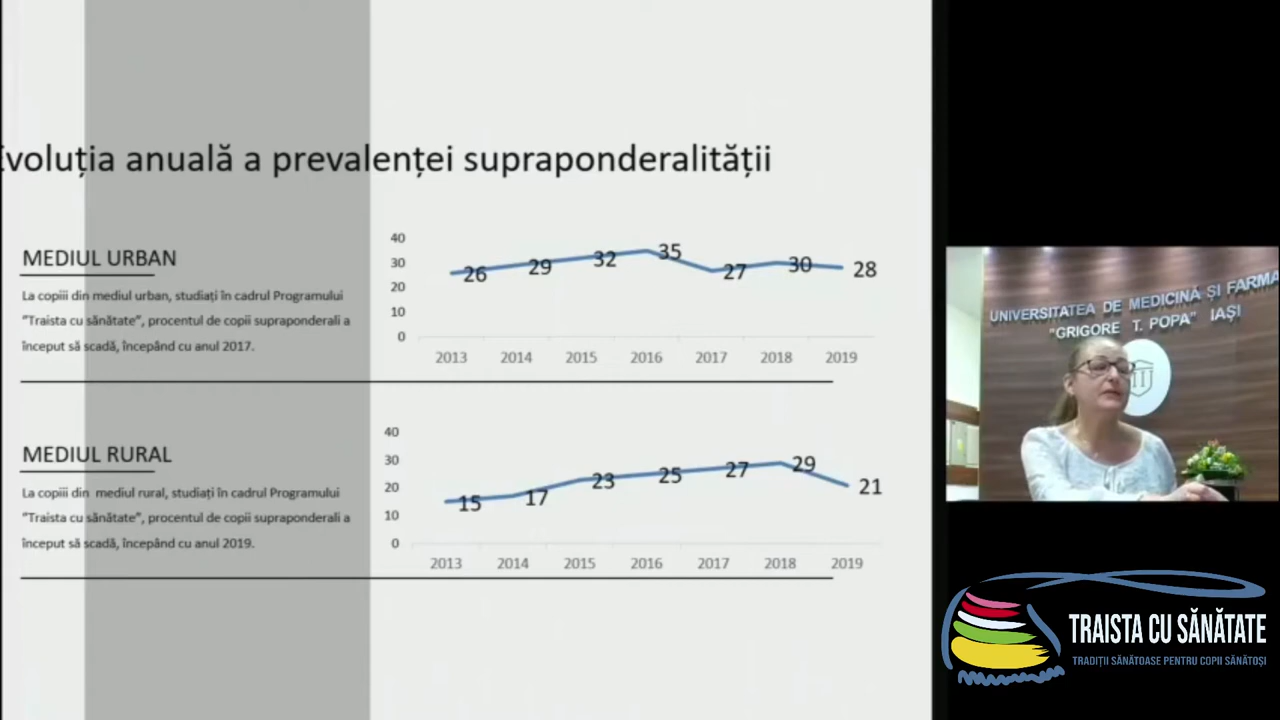 Evoluția anuală a prevalenței supraponderalității
MEDIUL URBAN
La copiii din mediul urban, studiați în cadrul Programului
"Traista cu sănătate", procentul de copii supraponderali a
început să scadă, începând cu anul 2017.
40
30
20
10
0
26 29 32 35 27 30 28
2013 2014 2015 2016 2017 2018 2019
MEDIUL RURAL
La copiii din mediul rural, studiați în cadrul Programului
"Traista cu sănătate", procentul de copii supraponderali a
început să scadă, începând cu anul 2019.
40
30
20
10
0
15 17 23 25 27 29 21
2013 2014 2015 2016 2017 2018 2019
UNIVERSITATEA DE MEDICINĂ ȘI FARMA
"GRIGORE T. POPA" IAȘI
TRAISTA CU SĂNĂTATE
TRADIȚII SĂNĂTOASE PENTRU COPII SĂNĂTOȘI